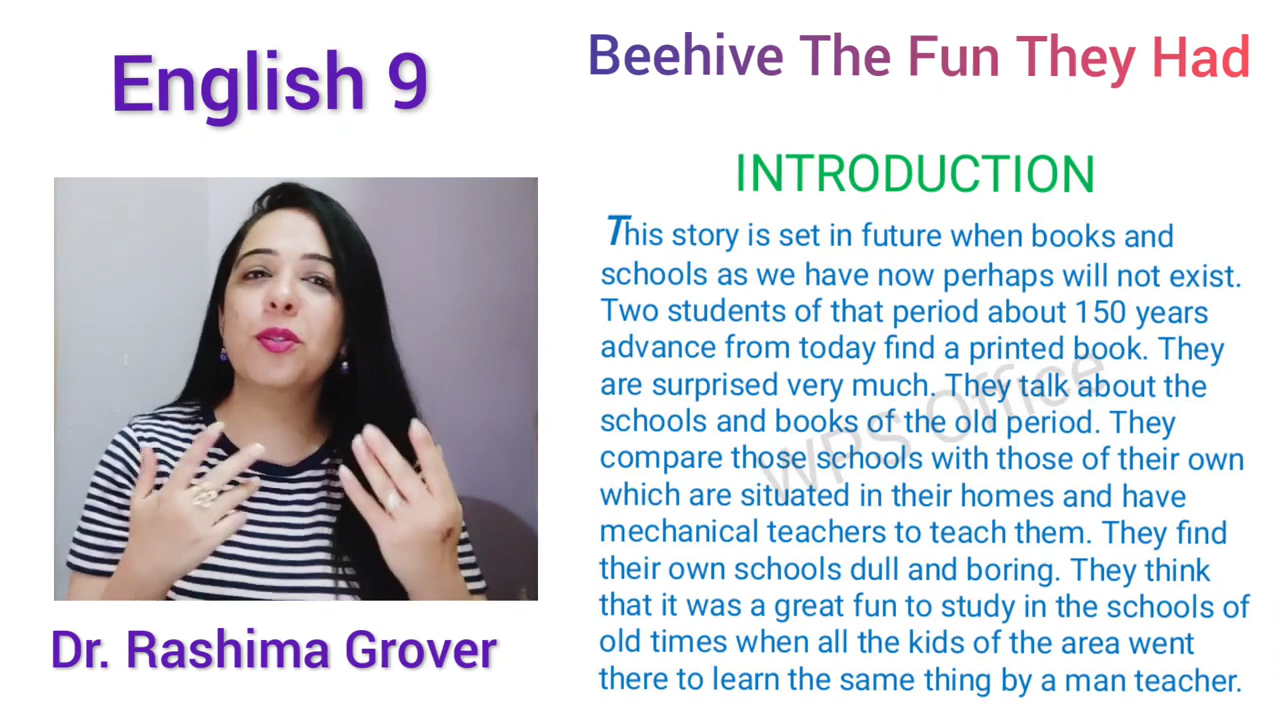 English 9
Beehive The Fun They Had
INTRODUCTION
This story is set in future when books and
schools as we have now perhaps will not exist.
Two students of that period about 150 years
advance from today find a printed book. They
are surprised very much. They talk about the
schools and books of the old period. They
compare those schools with those of their own
which are situated in their homes and have
mechanical teachers to teach them. They find
their own schools dull and boring. They think
that it was a great fun to study in the schools of
old times when all the kids of the area went
there to learn the same thing by a man teacher.
WPS Office
Dr. Rashima Grover